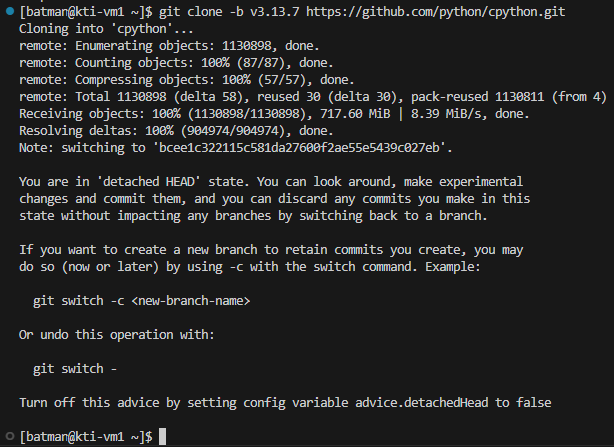 [batman@kti-vm1 ~]$ git clone -b v3.13.7 https://github.com/python/cpython.git
Cloning into 'cpython'...
remote: Enumerating objects: 1130898, done.
remote: Counting objects: 100% (87/87), done.
remote: Compressing objects: 100% (57/57), done.
remote: Total 1130898 (delta 58), reused 30 (delta 30), pack-reused 1130811 (from 4)
Receiving objects: 100% (1130898/1130898), 717.60 MiB | 8.39 MiB/s, done.
Resolving deltas: 100% (904974/904974), done.
Note: switching to 'bcee1c322115c581da27600f2ae55e5439c027eb'.
You are in 'detached HEAD' state. You can look around, make experimental
changes and commit them, and you can discard any commits you make in this
state without impacting any branches by switching back to a branch.
If you want to create a new branch to retain commits you create, you may
do so (now or later) by using -c with the switch command. Example:
git switch -c <new-branch-name>
Or undo this operation with:
git switch -
Turn off this advice by setting config variable advice.detachedHead to false
[batman@kti-vm1 ~]$